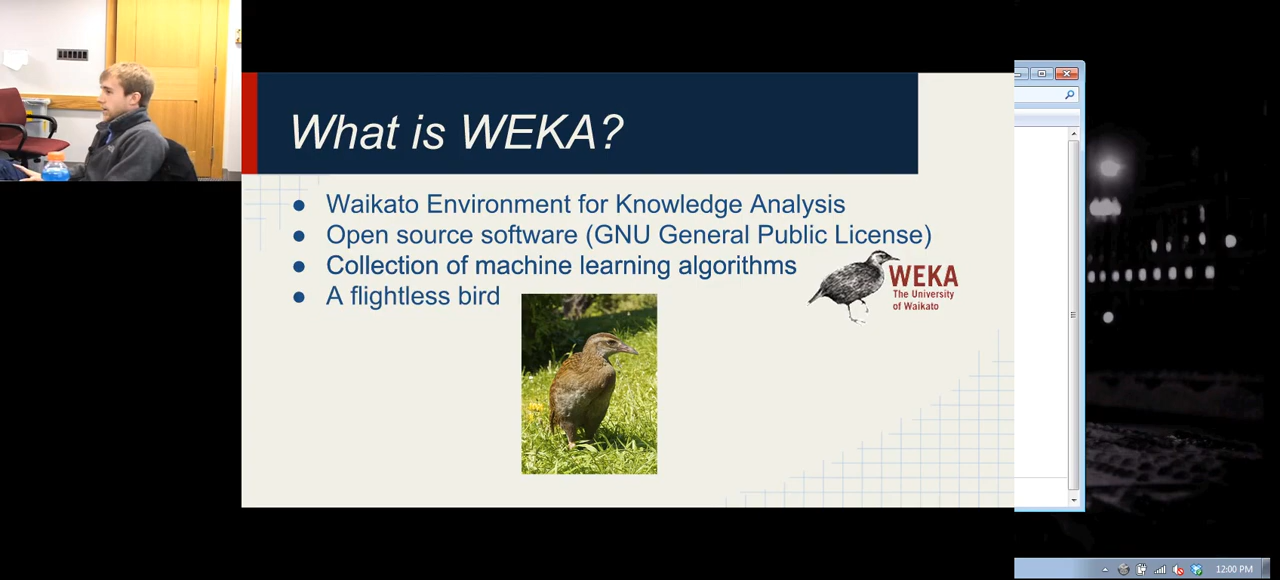 What is WEKA?
● Waikato Environment for Knowledge Analysis
● Open source software (GNU General Public License)
● Collection of machine learning algorithms
● A flightless bird
WEKA
The University
of Waikato
12:00 PM